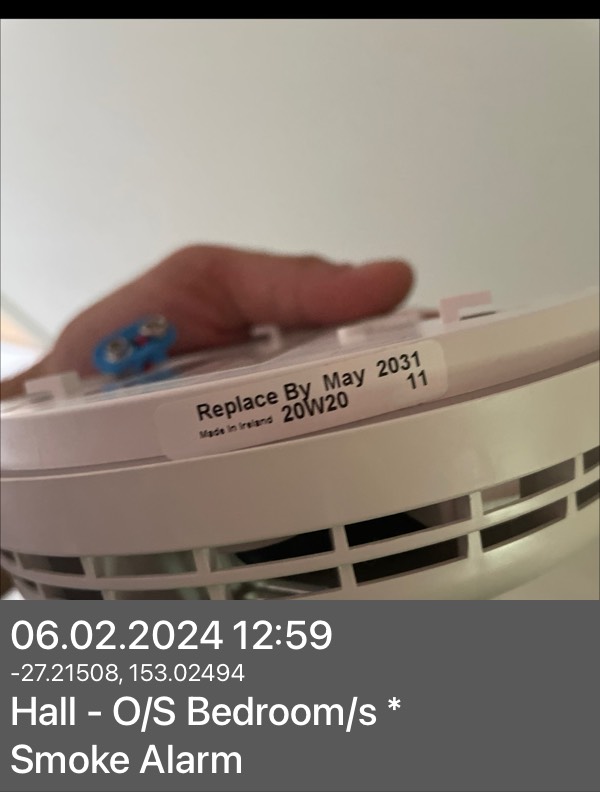 Replace By May 2031
Made in Ireland 20W20 11
06.02.2024 12:59
-27.21508, 153.02494
Hall - O/S Bedroom/s *
Smoke Alarm